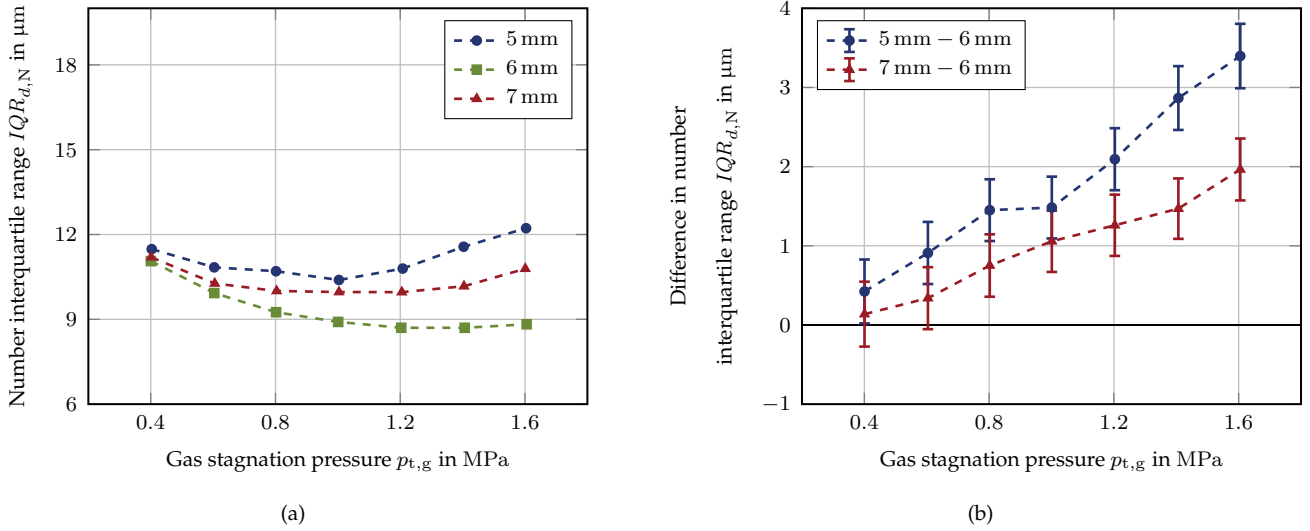 Number interquartile range IQR_{d,N} in μm
18
15
12
9
6
0.4 0.8 1.2 1.6
5 mm
6 mm
7 mm
Gas stagnation pressure p_{t,g} in MPa
(a)
Difference in number
interquartile range IQR_{d,N} in μm
4
3
2
1
0
−1
0.4 0.8 1.2 1.6
5 mm − 6 mm
7 mm − 6 mm
Gas stagnation pressure p_{t,g} in MPa
(b)